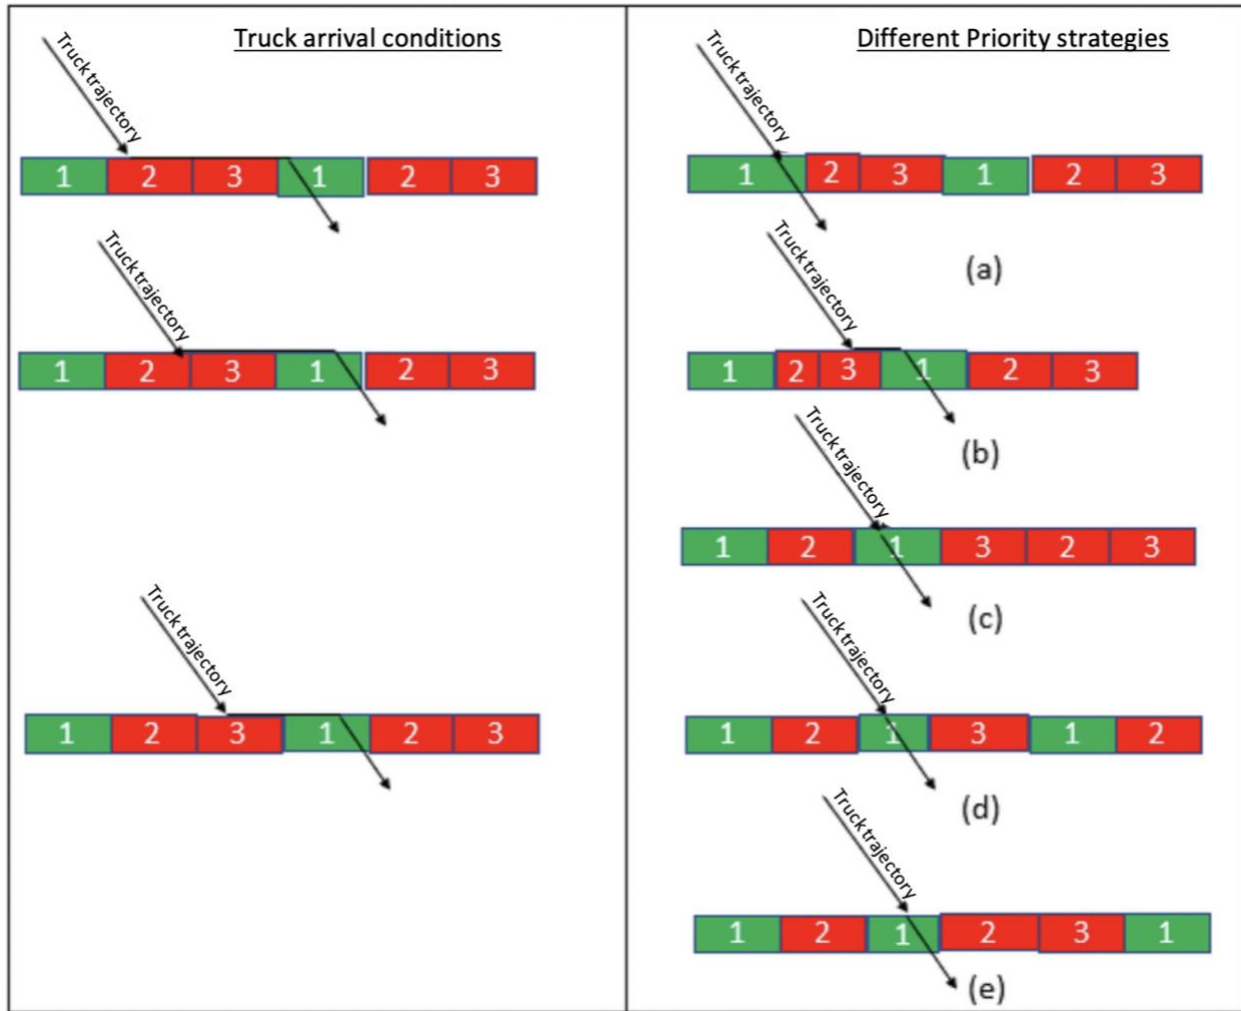 Truck arrival conditions
Truck trajectory
1 2 3 1 2 3
Truck trajectory
1 2 3 1 2 3
Truck trajectory
1 2 3 1 2 3
Different Priority strategies
Truck trajectory
1 2 3 1 2 3
(a)
Truck trajectory
1 2 3 1 2 3
(b)
Truck trajectory
1 2 1 3 2 3
(c)
Truck trajectory
1 2 1 3 1 2
(d)
Truck trajectory
1 2 1 2 3 1
(e)